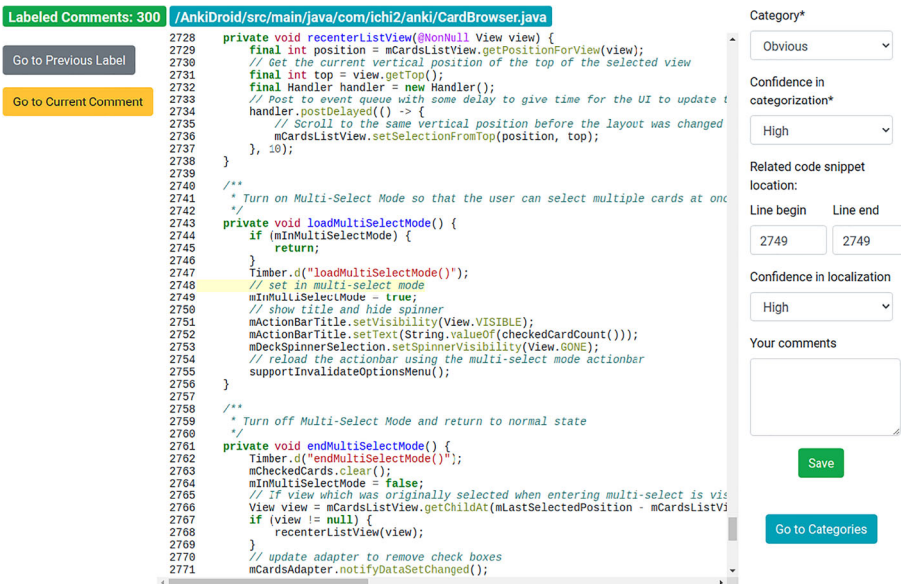 Labeled Comments: 300
/AnkiDroid/src/main/java/com/ichi2/anki/CardBrowser.java
Go to Previous Label
Go to Current Comment
2728 private void recenterListView(@NonNull View view) {
2729 final int position = mCardsListView.getPositionForView(view);
2730 // Get the current vertical position of the top of the selected view
2731 final int top = view.getTop();
2732 final Handler handler = new Handler();
2733 // Post to event queue with some delay to give time for the UI to update t
2734 handler.postDelayed(() -> {
2735 // Scroll to the same vertical position before the layout was changed
2736 mCardsListView.setSelectionFromTop(position, top);
2737 }, 10);
2738 }
2739
2740 /**
2741 * Turn on Multi-Select Mode so that the user can select multiple cards at onc
2742 */
2743 private void loadMultiSelectMode() {
2744 if (mInMultiSelectMode) {
2745 return;
2746 }
2747 Timber.d("loadMultiSelectMode()");
2748 // set in multi-select mode
2749 mInMultiSelectMode = true;
2750 // show title and hide spinner
2751 mActionBarTitle.setVisibility(View.VISIBLE);
2752 mActionBarTitle.setText(String.valueOf(checkedCardCount()));
2753 mDeckSpinnerSelection.setSpinnerVisibility(View.GONE);
2754 // reload the actionbar using the multi-select mode actionbar
2755 supportInvalidateOptionsMenu();
2756 }
2757
2758 /**
2759 * Turn off Multi-Select Mode and return to normal state
2760 */
2761 private void endMultiSelectMode() {
2762 Timber.d("endMultiSelectMode()");
2763 mCheckedCards.clear();
2764 mInMultiSelectMode = false;
2765 // If view which was originally selected when entering multi-select is vis
2766 View view = mCardsListView.getChildAt(mLastSelectedPosition - mCardsListVi
2767 if (view != null) {
2768 recenterListView(view);
2769 }
2770 // update adapter to remove check boxes
2771 mCardsAdapter.notifyDataSetChanged();
Category*
Obvious
Confidence in
categorization*
High
Related code snippet
location:
Line begin Line end
2749 2749
Confidence in localization
High
Your comments
Save
Go to Categories